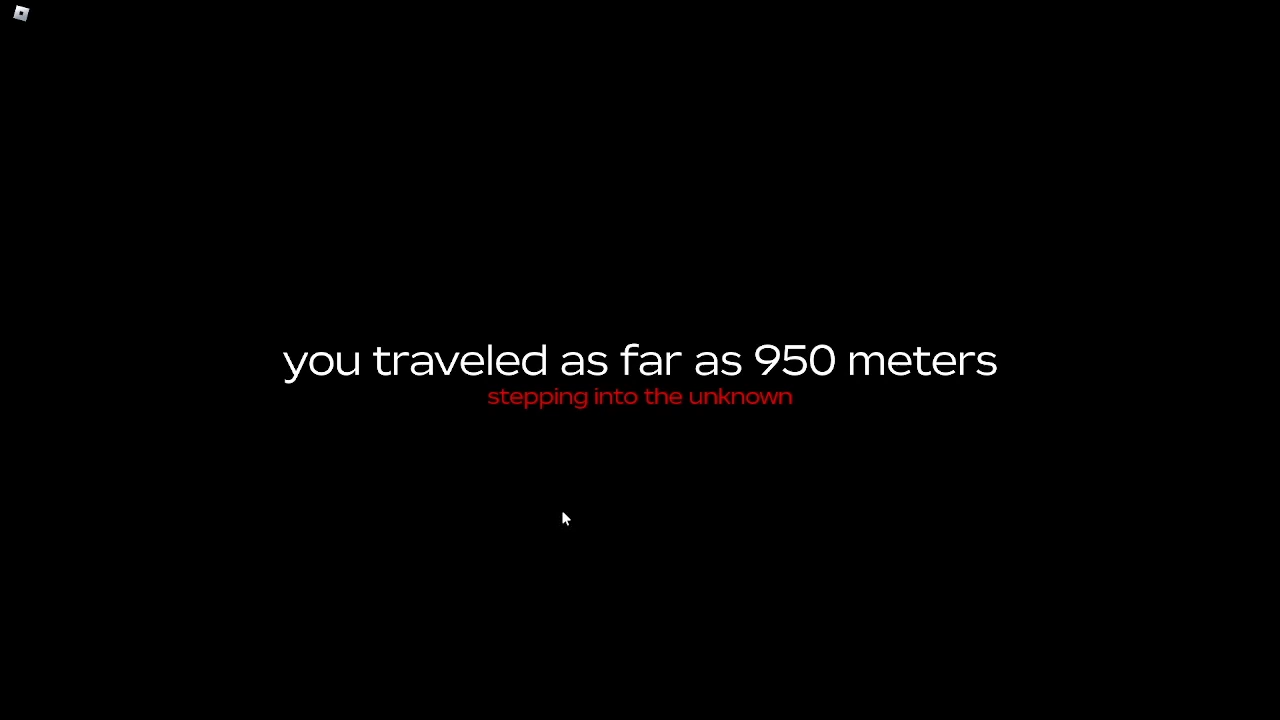 you traveled as far as 950 meters
stepping into the unknown